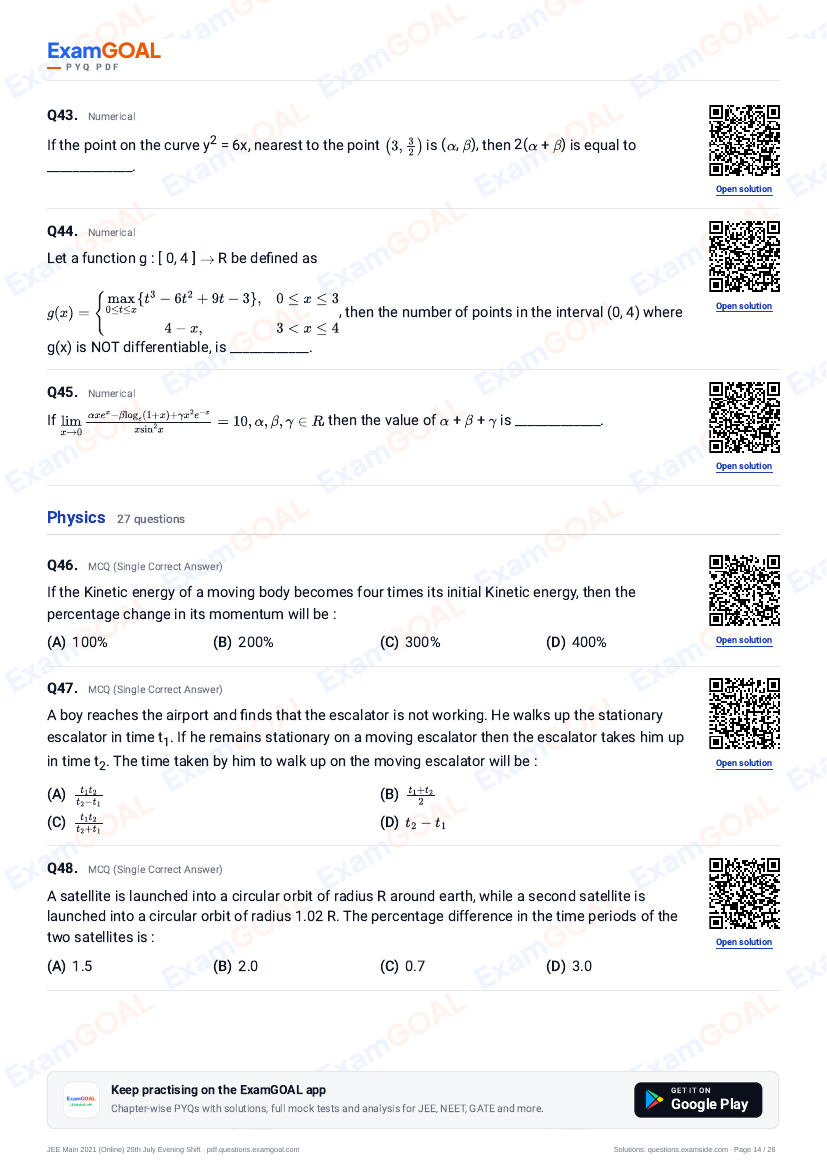 ExamGOAL
PYQ PDF
Q43. Numerical
If the point on the curve y² = 6x, nearest to the point (3, 3/2) is (α, β), then 2(α + β) is equal to
_____________.
Open solution
Q44. Numerical
Let a function g : [ 0, 4 ] → R be defined as
g(x) = { max_{0≤t≤x} {t³ − 6t² + 9t − 3}, 0 ≤ x ≤ 3
4 − x, 3 < x ≤ 4 , then the number of points in the interval (0, 4) where
g(x) is NOT differentiable, is ____________.
Open solution
Q45. Numerical
If lim_{x→0} (αxeˣ − βlogₑ(1+x) + γx²e⁻ˣ)/(x sin²x) = 10, α, β, γ ∈ R, then the value of α + β + γ is _____________.
Open solution
Physics 27 questions
Q46. MCQ (Single Correct Answer)
If the Kinetic energy of a moving body becomes four times its initial Kinetic energy, then the
percentage change in its momentum will be :
(A) 100% (B) 200% (C) 300% (D) 400%
Open solution
Q47. MCQ (Single Correct Answer)
A boy reaches the airport and finds that the escalator is not working. He walks up the stationary
escalator in time t₁. If he remains stationary on a moving escalator then the escalator takes him up
in time t₂. The time taken by him to walk up on the moving escalator will be :
(A) t₁t₂/(t₂−t₁) (B) (t₁+t₂)/2
(C) t₁t₂/(t₂+t₁) (D) t₂ − t₁
Open solution
Q48. MCQ (Single Correct Answer)
A satellite is launched into a circular orbit of radius R around earth, while a second satellite is
launched into a circular orbit of radius 1.02 R. The percentage difference in the time periods of the
two satellites is :
(A) 1.5 (B) 2.0 (C) 0.7 (D) 3.0
Open solution
ExamGOAL
Keep practising on the ExamGOAL app
Chapter-wise PYQs with solutions, full mock tests and analysis for JEE, NEET, GATE and more.
GET IT ON
Google Play
JEE Main 2021 (Online) 20th July Evening Shift · pdf.questions.examgoal.com
Solutions: questions.examside.com · Page 14 / 26